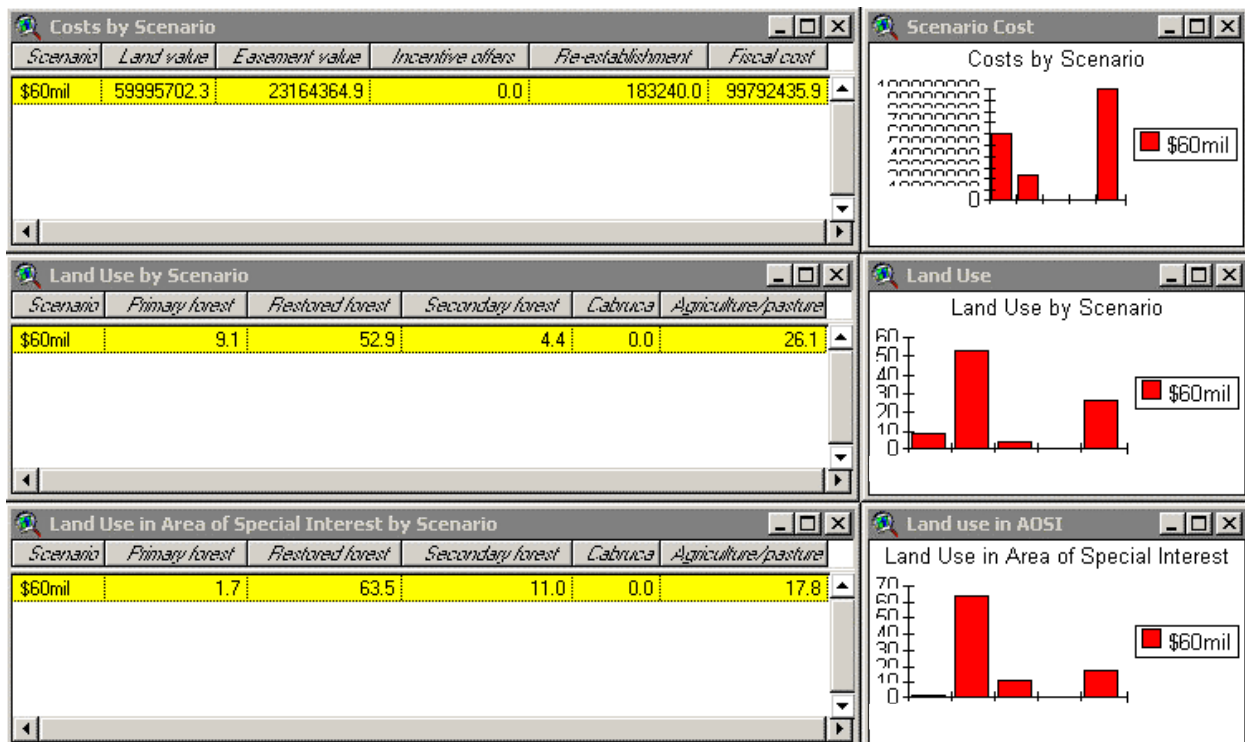 Costs by Scenario
Scenario Land value Easement value Incentive offers Re-establishment Fiscal cost
$60mil 59995702.3 23164364.9 0.0 183240.0 99792435.9
Scenario Cost
Costs by Scenario
0
$60mil
Land Use by Scenario
Scenario Primary forest Restored forest Secondary forest Cabruca Agriculture/pasture
$60mil 9.1 52.9 4.4 0.0 26.1
Land Use
Land Use by Scenario
60
50
40
30
20
10
0
$60mil
Land Use in Area of Special Interest by Scenario
Scenario Primary forest Restored forest Secondary forest Cabruca Agriculture/pasture
$60mil 1.7 63.5 11.0 0.0 17.8
Land use in AOSI
Land Use in Area of Special Interest
70
60
50
40
30
20
10
0
$60mil